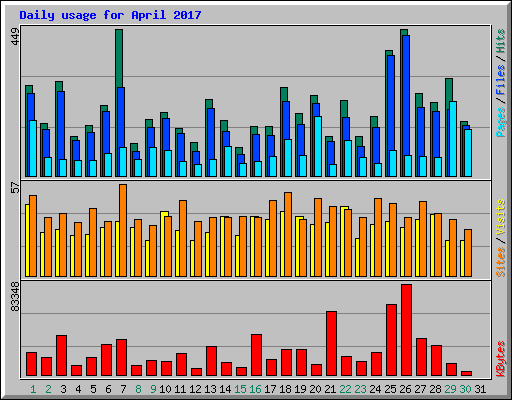 Daily usage for April 2017
449
Pages / Files / Hits
57
Sites / Visits
83348
KBytes
1 2 3 4 5 6 7 8 9 10 11 12 13 14 15 16 17 18 19 20 21 22 23 24 25 26 27 28 29 30 31